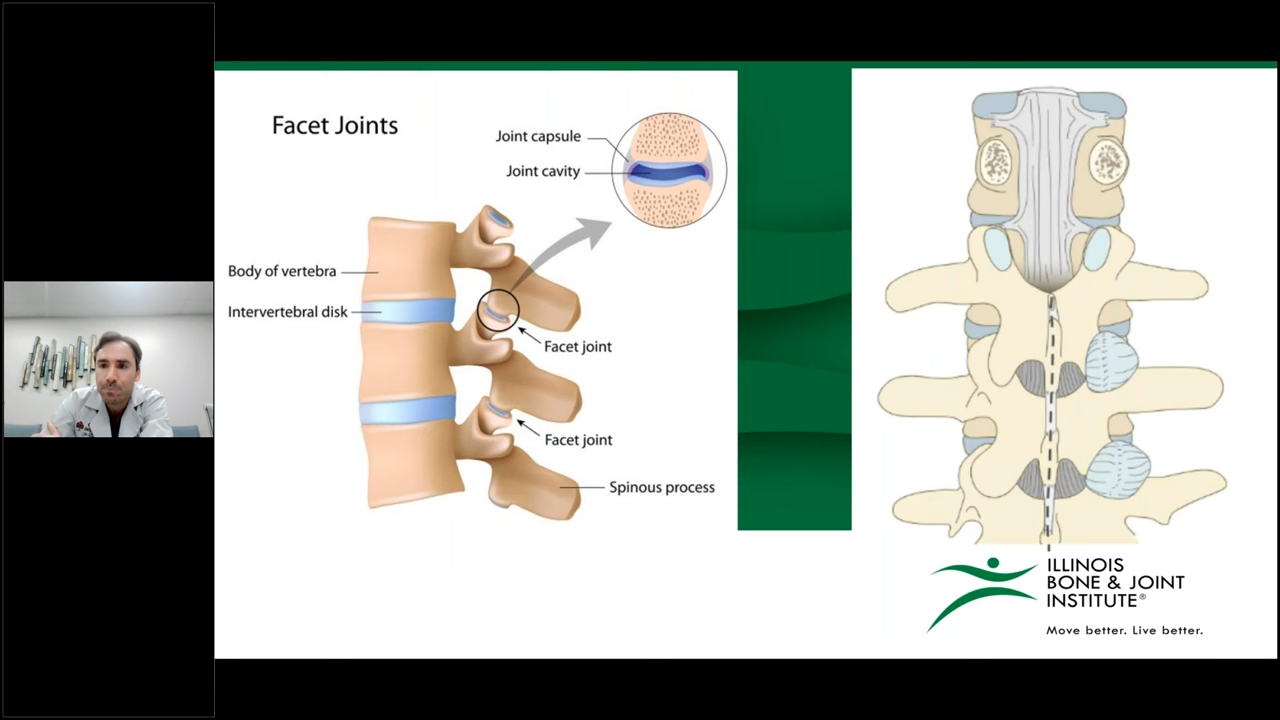 Facet Joints
Joint capsule
Joint cavity
Body of vertebra
Intervertebral disk
Facet joint
Facet joint
Spinous process
ILLINOIS
BONE & JOINT
INSTITUTE®
Move better. Live better.